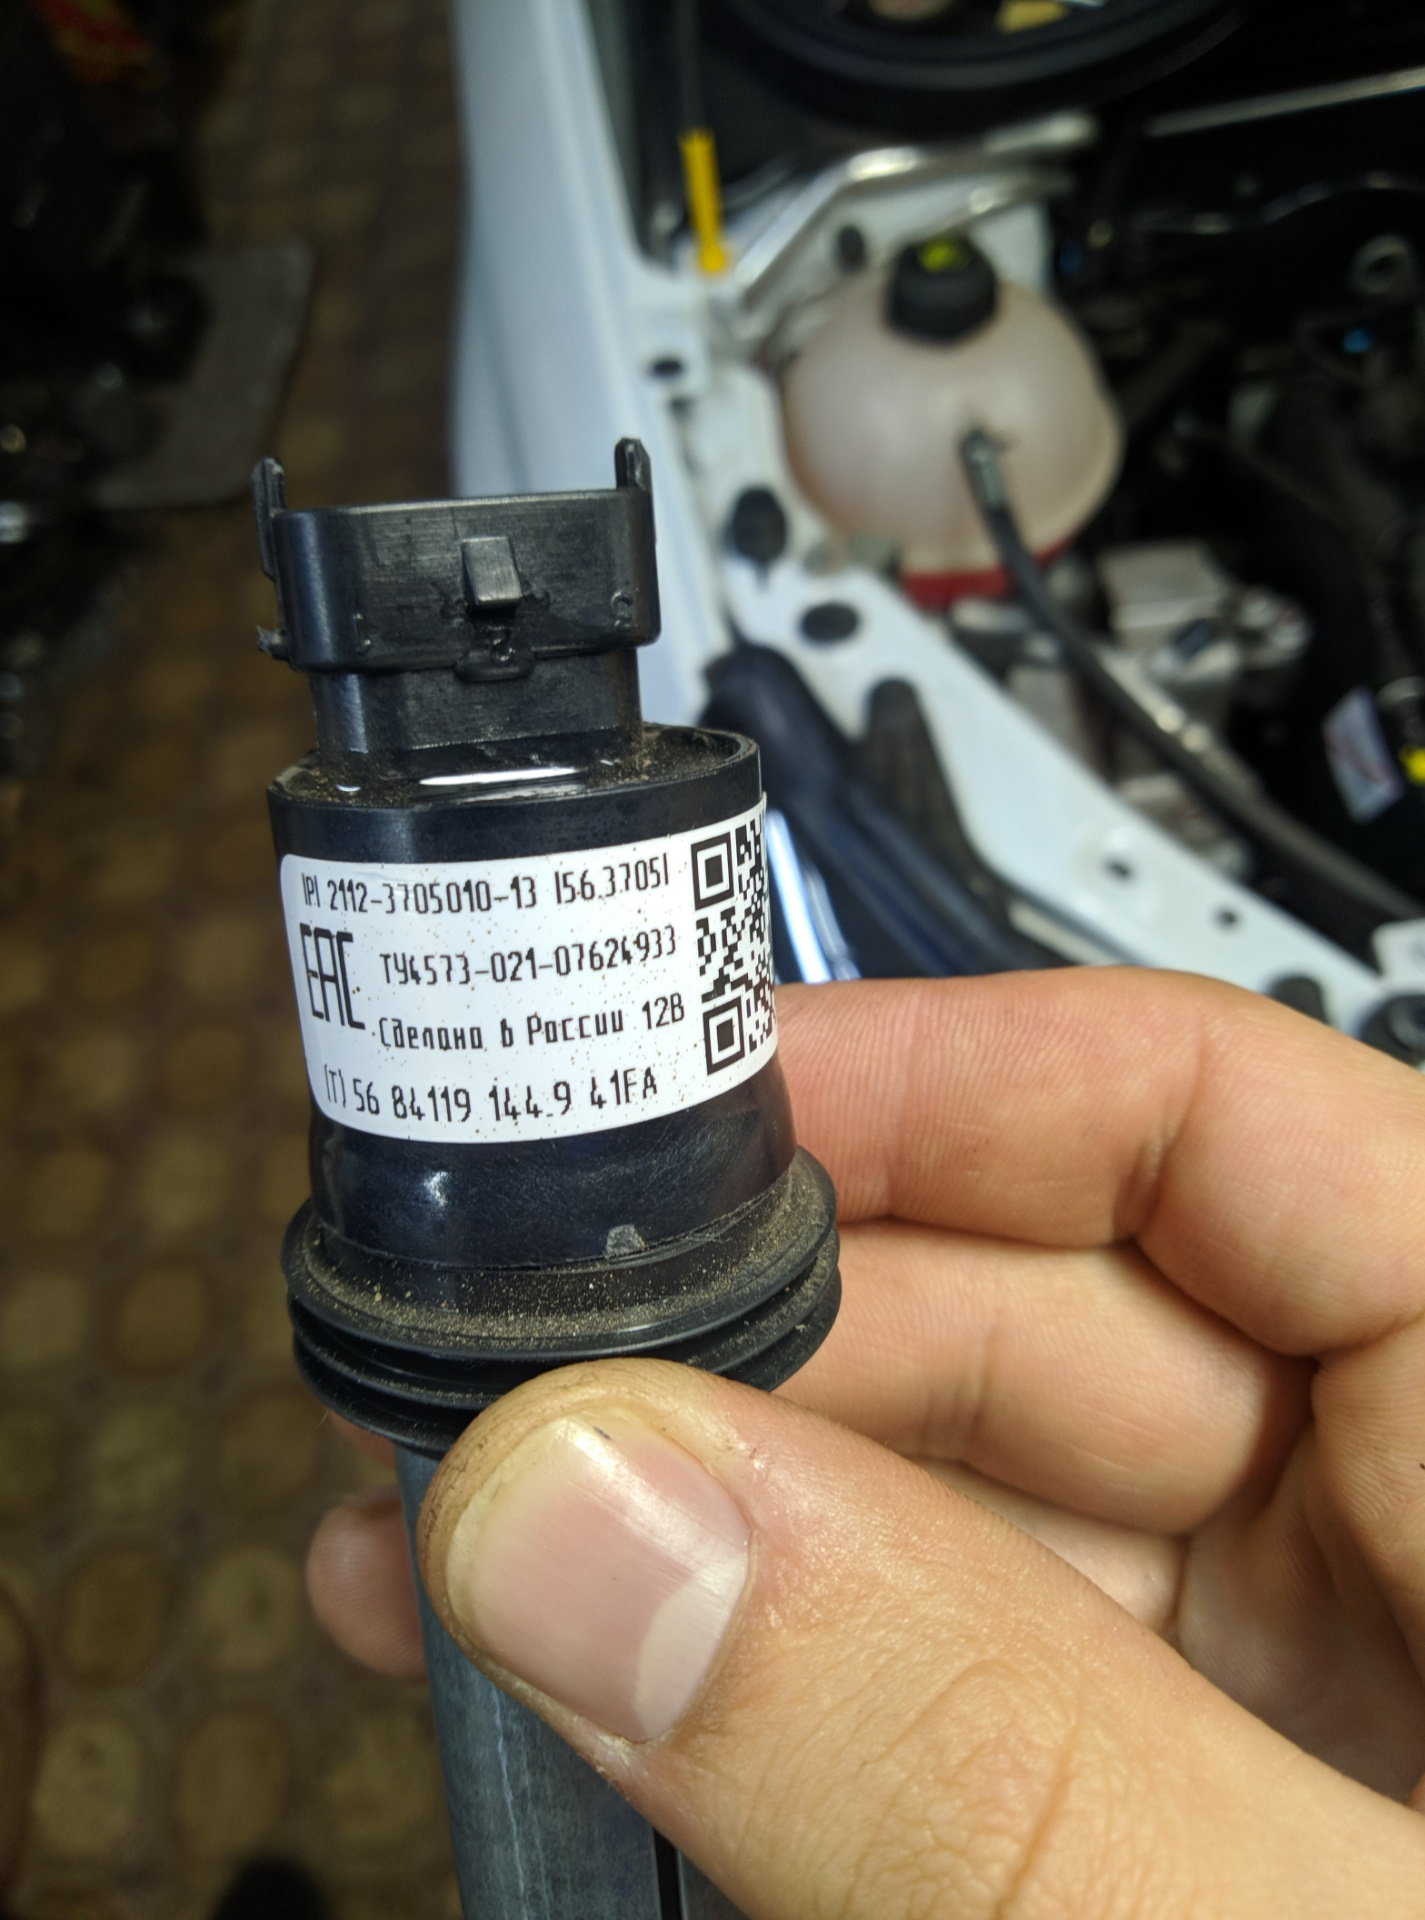 |P| 2112-3705010-13 |56.3705|
EAC
ТУ4573-021-07624933
Сделано в России 12В
(T) 56 84119 144.9 41FA